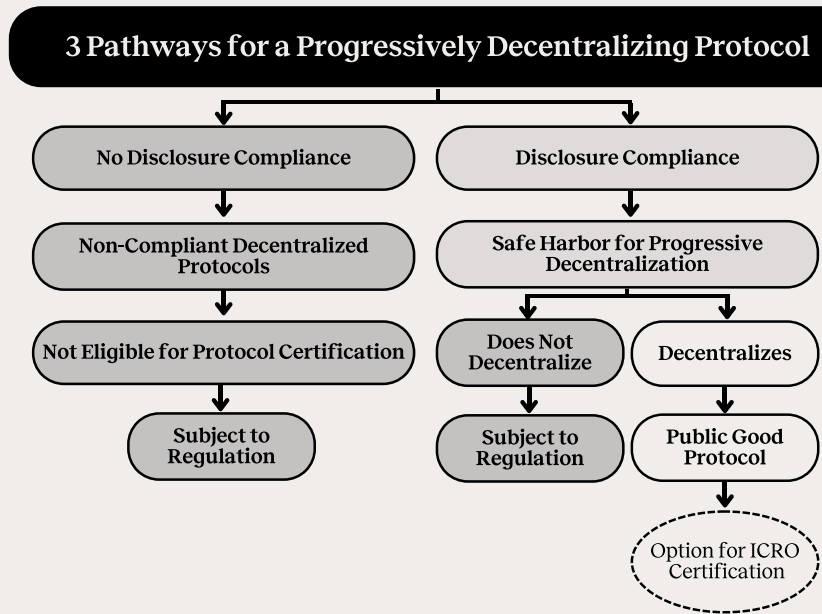 3 Pathways for a Progressively Decentralizing Protocol
No Disclosure Compliance
Disclosure Compliance
Non-Compliant Decentralized
Protocols
Safe Harbor for Progressive
Decentralization
Not Eligible for Protocol Certification
Does Not
Decentralize
Decentralizes
Subject to
Regulation
Subject to
Regulation
Public Good
Protocol
Option for ICRO
Certification